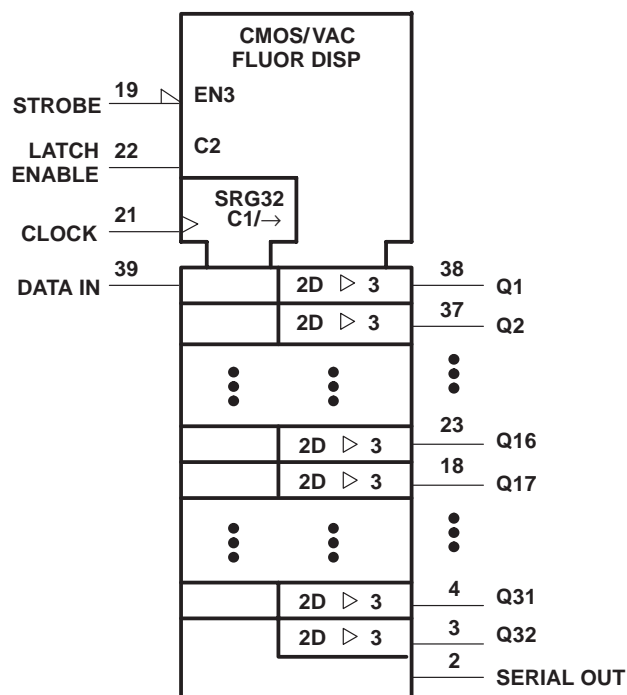 CMOS/VAC
FLUOR DISP
STROBE 19 EN3
LATCH
ENABLE 22 C2
SRG32
C1/→
CLOCK 21
DATA IN 39 2D ▷ 3 38 Q1
2D ▷ 3 37 Q2
2D ▷ 3 23 Q16
2D ▷ 3 18 Q17
2D ▷ 3 4 Q31
2D ▷ 3 3 Q32
2 SERIAL OUT